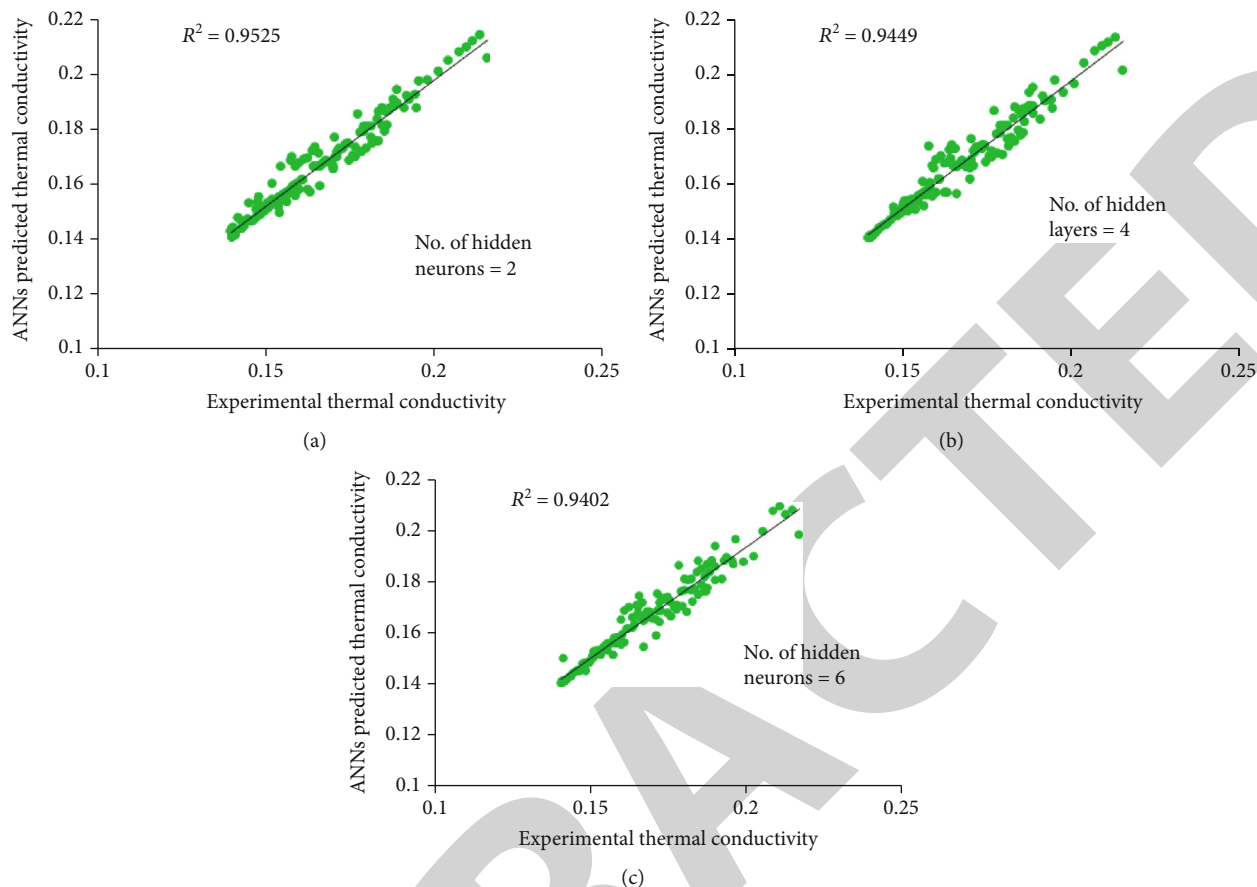 0.22
0.2
0.18
0.16
0.14
0.12
0.1
ANNs predicted thermal conductivity
R² = 0.9525
No. of hidden
neurons = 2
0.1
0.15
0.2
0.25
Experimental thermal conductivity
(a)
0.22
0.2
0.18
0.16
0.14
0.12
0.1
ANNs predicted thermal conductivity
R² = 0.9449
No. of hidden
layers = 4
0.1
0.15
0.2
0.25
Experimental thermal conductivity
(b)
0.22
0.2
0.18
0.16
0.14
0.12
0.1
ANNs predicted thermal conductivity
R² = 0.9402
No. of hidden
neurons = 6
0.1
0.15
0.2
0.25
Experimental thermal conductivity
(c)
RACTED